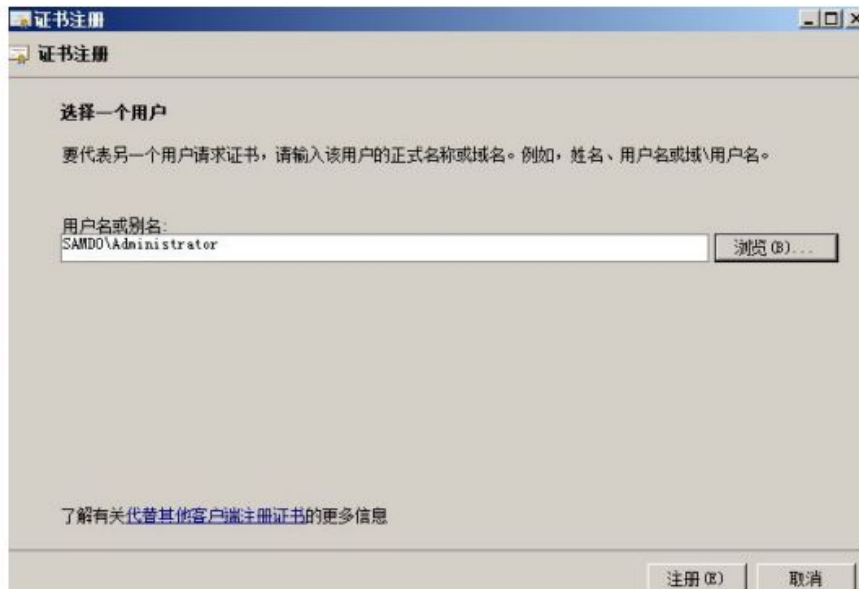 证书注册
证书注册
选择一个用户
要代表另一个用户请求证书，请输入该用户的正式名称或域名。例如，姓名、用户名或域\用户名。
用户名或别名:
SAMDO\Administrator
浏览(B)...
了解有关代替其他客户端注册证书的更多信息
注册(E)
取消